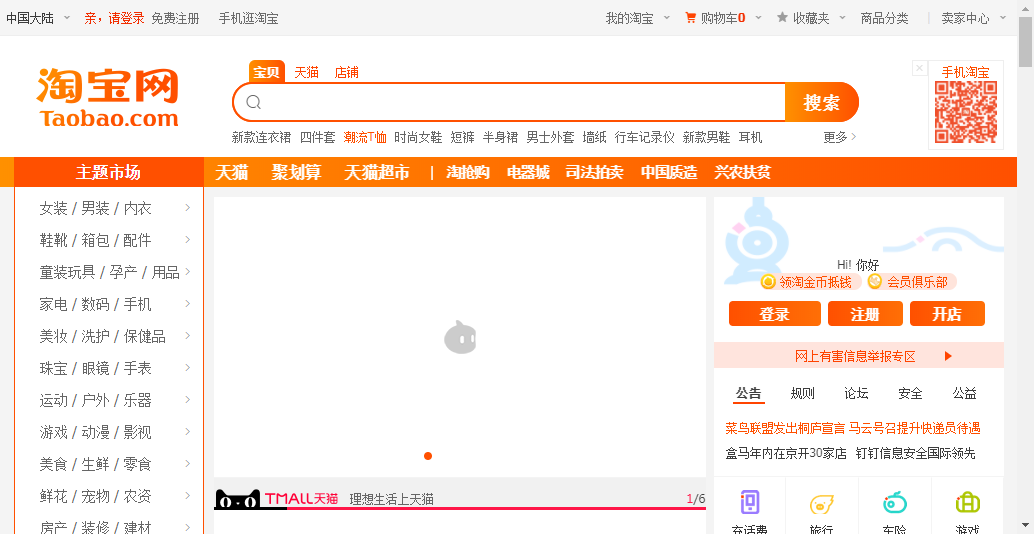 中国大陆 亲，请登录 免费注册 手机逛淘宝 我的淘宝 购物车0 收藏夹 商品分类 卖家中心
淘宝网
Taobao.com
宝贝 天猫 店铺
搜索
新款连衣裙 四件套 潮流T恤 时尚女鞋 短裤 半身裙 男士外套 墙纸 行车记录仪 新款男鞋 耳机 更多
手机淘宝
主题市场 天猫 聚划算 天猫超市 | 淘抢购 电器城 司法拍卖 中国质造 兴农扶贫
女装 / 男装 / 内衣
鞋靴 / 箱包 / 配件
童装玩具 / 孕产 / 用品
家电 / 数码 / 手机
美妆 / 洗护 / 保健品
珠宝 / 眼镜 / 手表
运动 / 户外 / 乐器
游戏 / 动漫 / 影视
美食 / 生鲜 / 零食
鲜花 / 宠物 / 农资
房产 / 装修 / 建材
TMALL天猫 理想生活上天猫 1/6
Hi! 你好
领淘金币抵钱 会员俱乐部
登录 注册 开店
网上有害信息举报专区
公告 规则 论坛 安全 公益
菜鸟联盟发出桐庐宣言 马云号召提升快递员待遇
盒马年内在京开30家店 钉钉信息安全国际领先
充话费 旅行 车险 游戏